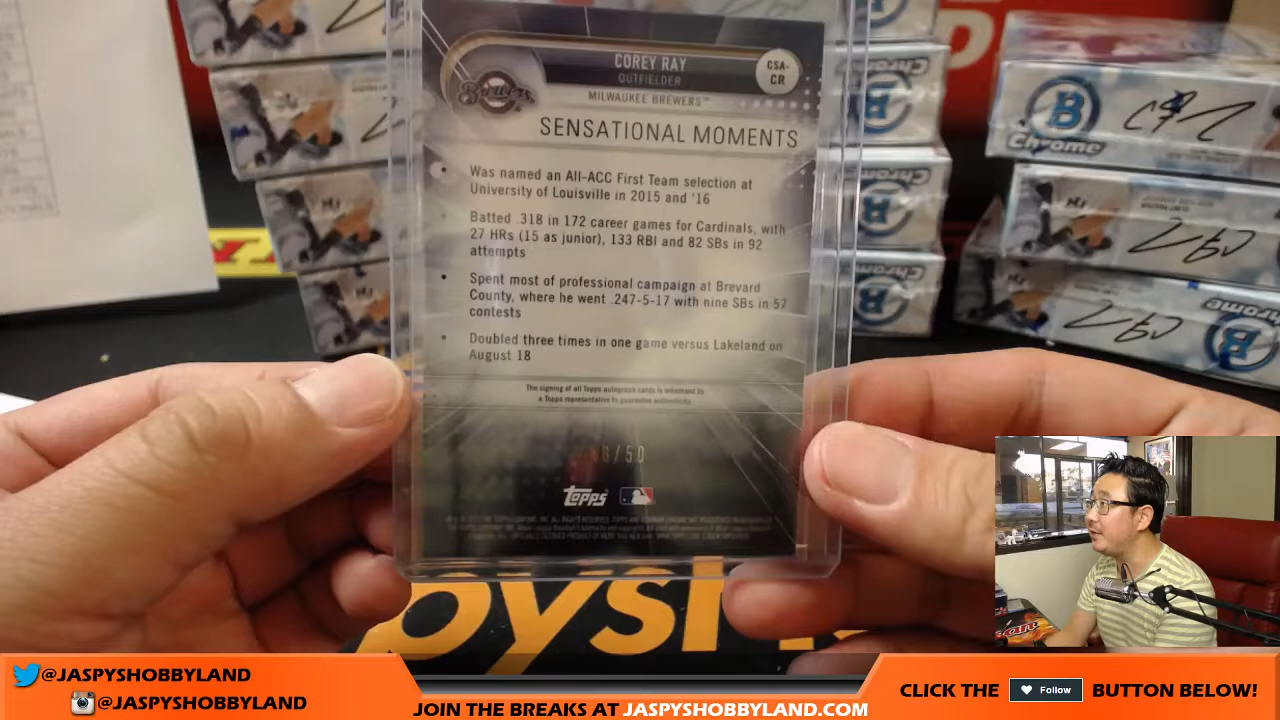 COREY RAY
OUTFIELDER
CSA-
CR
Brewers
MILWAUKEE BREWERS™
SENSATIONAL MOMENTS
• Was named an All-ACC First Team selection at
University of Louisville in 2015 and '16
• Batted .318 in 172 career games for Cardinals, with
27 HRs (15 as junior), 133 RBI and 82 SBs in 92
attempts
• Spent most of professional campaign at Brevard
County, where he went .247-5-17 with nine SBs in 57
contests
• Doubled three times in one game versus Lakeland on
August 18
The signing of all Topps autograph cards is witnessed by
a Topps representative to guarantee authenticity.
/50
topps
B
Chrome
Chrome
Chrome
Chrome
@JASPYSHOBBYLAND
@JASPYSHOBBYLAND
JOIN THE BREAKS AT JASPYSHOBBYLAND.COM
CLICK THE Follow BUTTON BELOW!